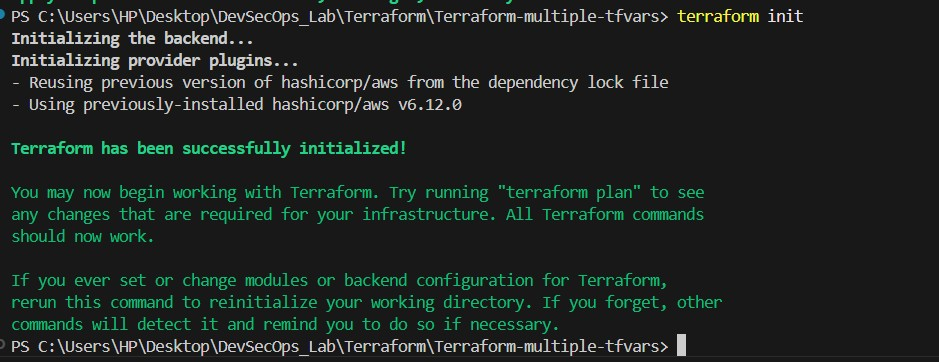 PS C:\Users\HP\Desktop\DevSecOps_Lab\Terraform\Terraform-multiple-tfvars> terraform init
Initializing the backend...
Initializing provider plugins...
- Reusing previous version of hashicorp/aws from the dependency lock file
- Using previously-installed hashicorp/aws v6.12.0
Terraform has been successfully initialized!
You may now begin working with Terraform. Try running "terraform plan" to see
any changes that are required for your infrastructure. All Terraform commands
should now work.
If you ever set or change modules or backend configuration for Terraform,
rerun this command to reinitialize your working directory. If you forget, other
commands will detect it and remind you to do so if necessary.
PS C:\Users\HP\Desktop\DevSecOps_Lab\Terraform\Terraform-multiple-tfvars>